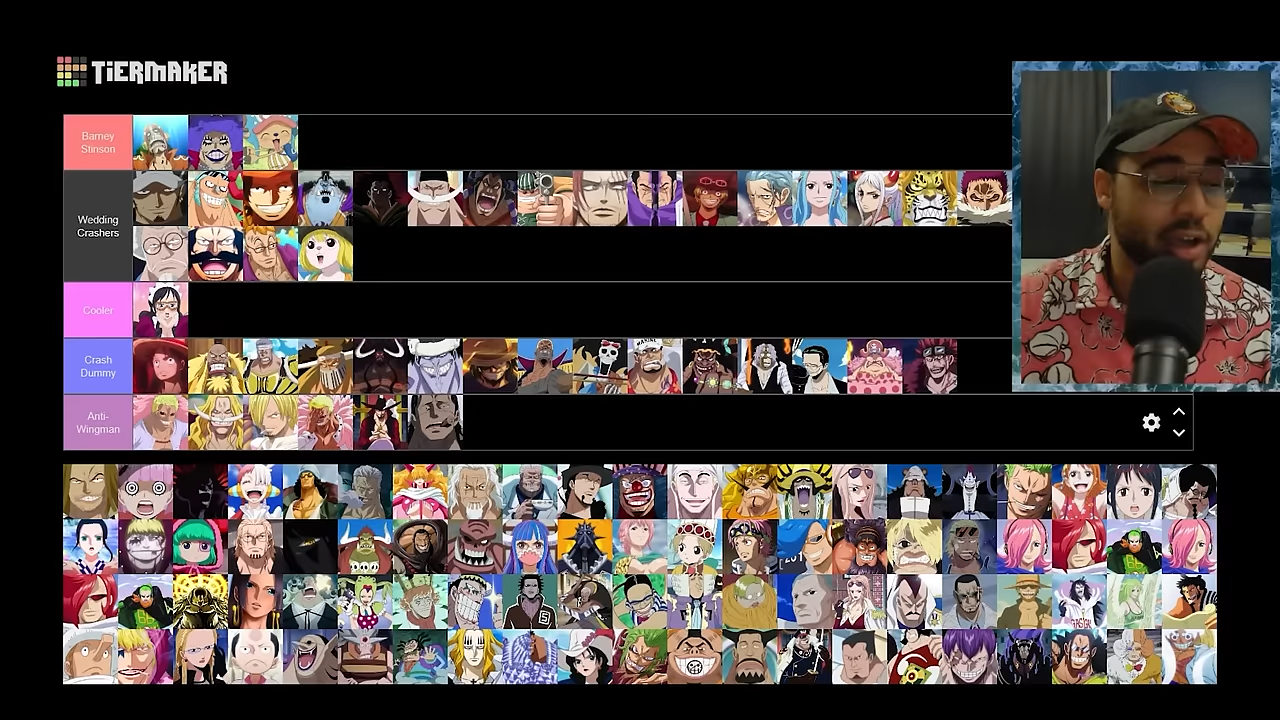 TiERMAKER
Barney
Stinson
Wedding
Crashers
Cooler
Crash
Dummy
Anti-
Wingman